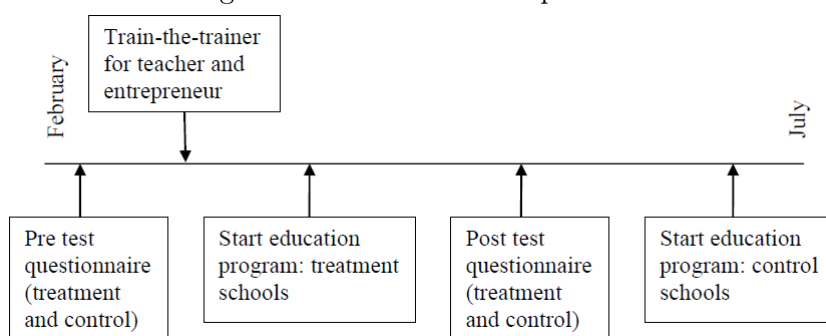 Train-the-trainer
for teacher and
entrepreneur
February
July
Pre test
questionnaire
(treatment
and control)
Start education
program: treatment
schools
Post test
questionnaire
(treatment
and control)
Start education
program: control
schools